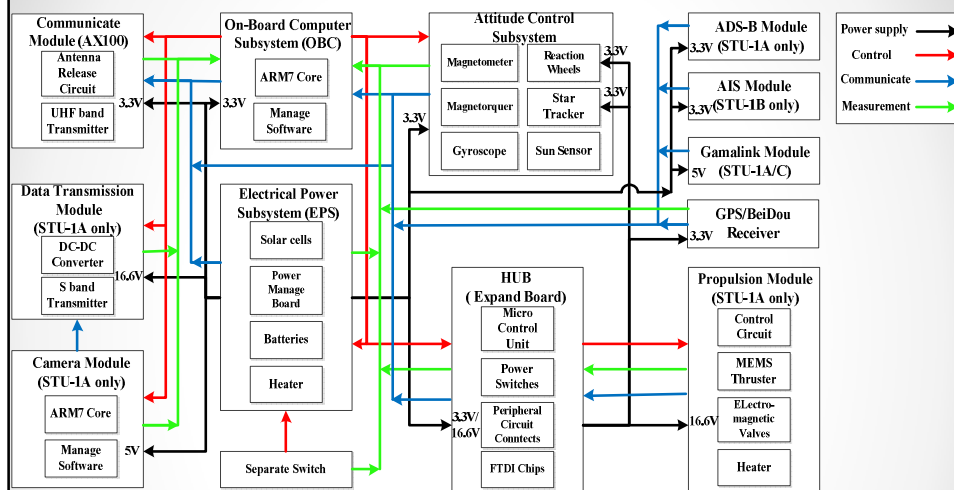 Communicate
Module (AX100)
Antenna
Release
Circuit
UHF band
Transmitter
3.3V
On-Board Computer
Subsystem (OBC)
ARM7 Core
Manage
Software
3.3V
Attitude Control
Subsystem
Magnetometer
Reaction
Wheels
3.3V
Magnetorquer
Star
Tracker
3.3V
Gyroscope
Sun Sensor
3.3V
ADS-B Module
(STU-1A only)
3.3V
AIS Module
(STU-1B only)
3.3V
Gamalink Module
(STU-1A/C)
5V
GPS/BeiDou
Receiver
3.3V
Power supply
Control
Communicate
Measurement
Data Transmission
Module
(STU-1A only)
DC-DC
Converter
16.6V
S band
Transmitter
Electrical Power
Subsystem (EPS)
Solar cells
Power
Manage
Board
Batteries
Heater
HUB
( Expand Board)
Micro
Control
Unit
Power
Switches
3.3V/
16.6V
Peripheral
Circuit
Conntects
FTDI Chips
Propulsion Module
(STU-1A only)
Control
Circuit
MEMS
Thruster
16.6V
ELectro-
magnetic
Valves
Heater
Camera Module
(STU-1A only)
ARM7 Core
Manage
Software
5V
Separate Switch